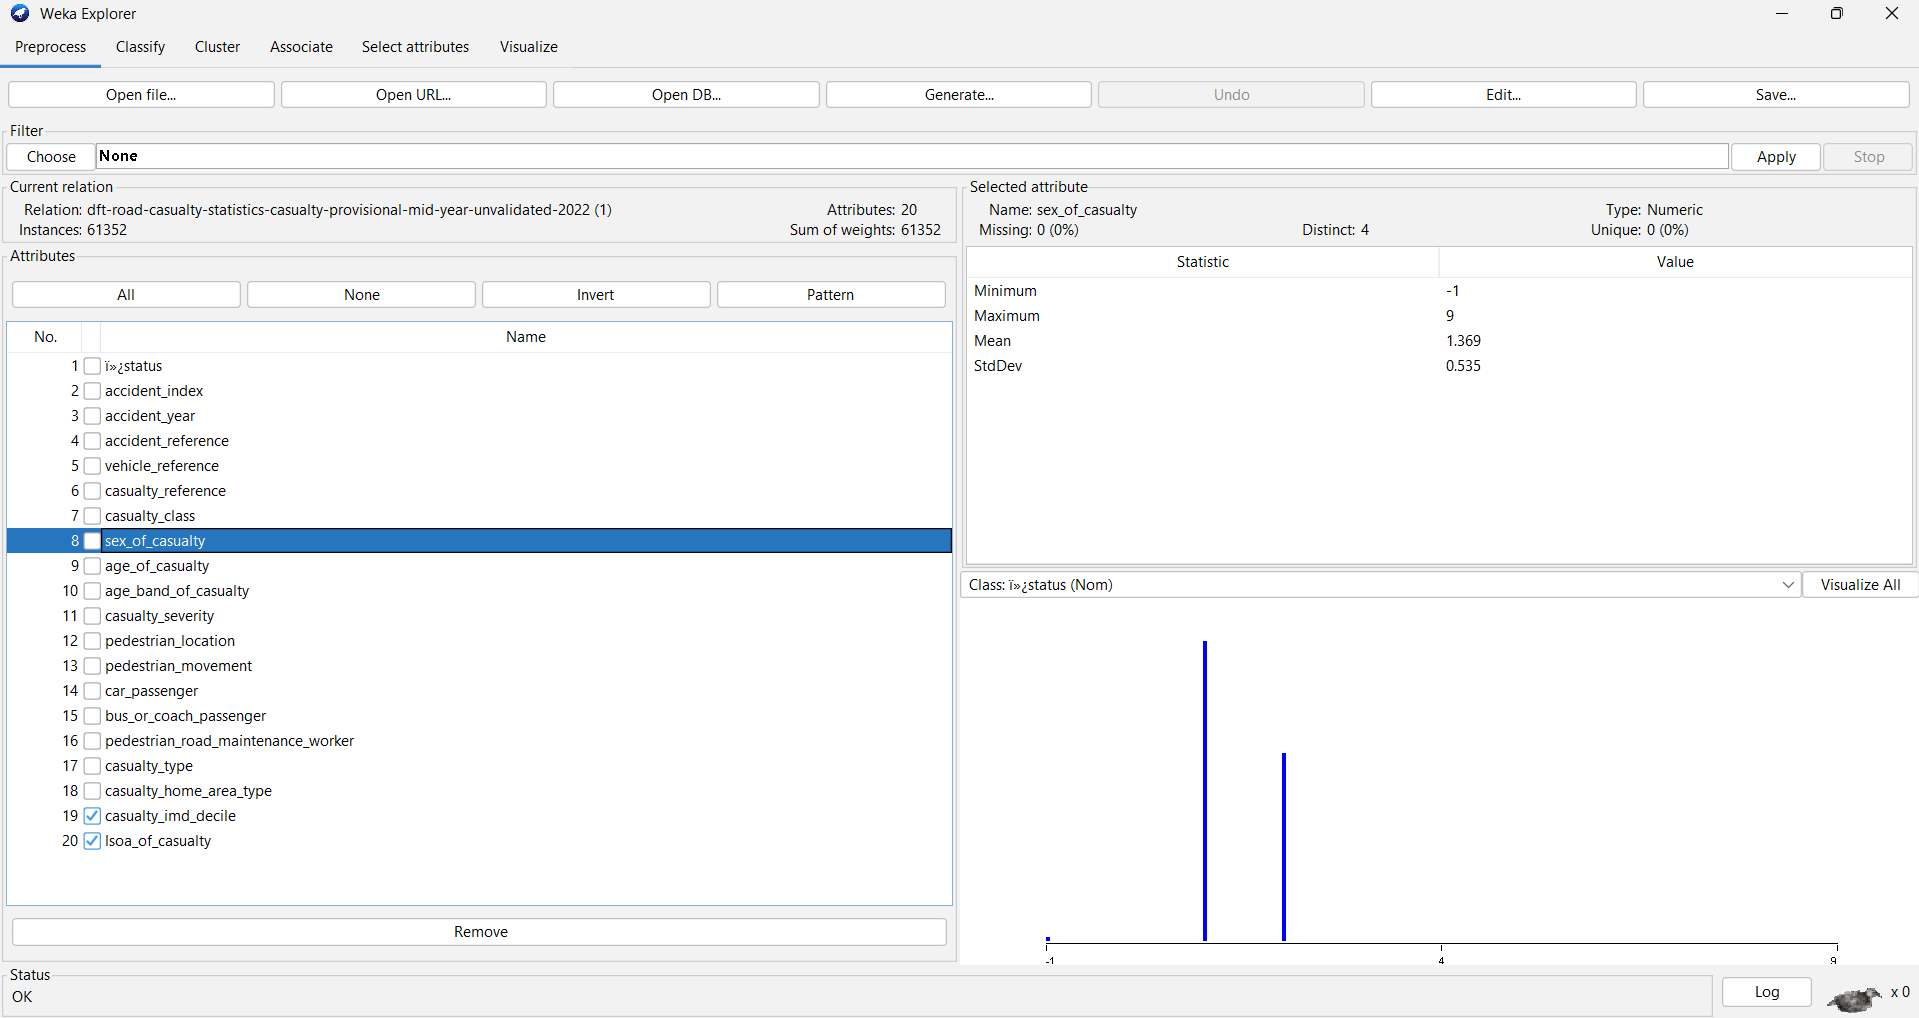 Weka Explorer
Preprocess Classify Cluster Associate Select attributes Visualize
Open file... Open URL... Open DB... Generate... Undo Edit... Save...
Filter
Choose None Apply Stop
Current relation
Relation: dft-road-casualty-statistics-casualty-provisional-mid-year-unvalidated-2022 (1) Attributes: 20
Instances: 61352 Sum of weights: 61352
Attributes
All None Invert Pattern
No. Name
1 ï»¿status
2 accident_index
3 accident_year
4 accident_reference
5 vehicle_reference
6 casualty_reference
7 casualty_class
8 sex_of_casualty
9 age_of_casualty
10 age_band_of_casualty
11 casualty_severity
12 pedestrian_location
13 pedestrian_movement
14 car_passenger
15 bus_or_coach_passenger
16 pedestrian_road_maintenance_worker
17 casualty_type
18 casualty_home_area_type
19 casualty_imd_decile
20 lsoa_of_casualty
Remove
Selected attribute
Name: sex_of_casualty Type: Numeric
Missing: 0 (0%) Distinct: 4 Unique: 0 (0%)
Statistic Value
Minimum -1
Maximum 9
Mean 1.369
StdDev 0.535
Class: ï»¿status (Nom) Visualize All
-1 4 9
Status
OK
Log x 0